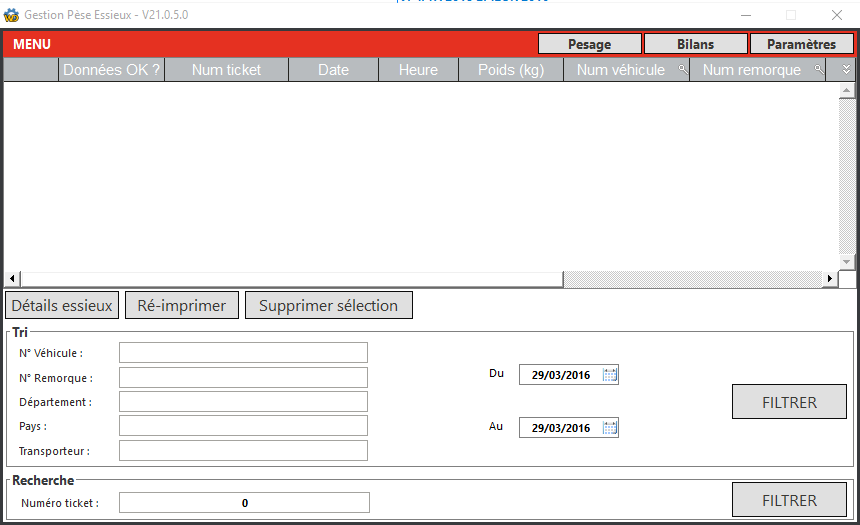 Gestion Pèse Essieux - V21.0.5.0
MENU Pesage Bilans Paramètres
Données OK ? Num ticket Date Heure Poids (kg) Num véhicule Num remorque
Détails essieux Ré-imprimer Supprimer sélection
Tri
N° Véhicule :
N° Remorque :
Département :
Pays :
Transporteur :
Du 29/03/2016
Au 29/03/2016
FILTRER
Recherche
Numéro ticket : 0
FILTRER